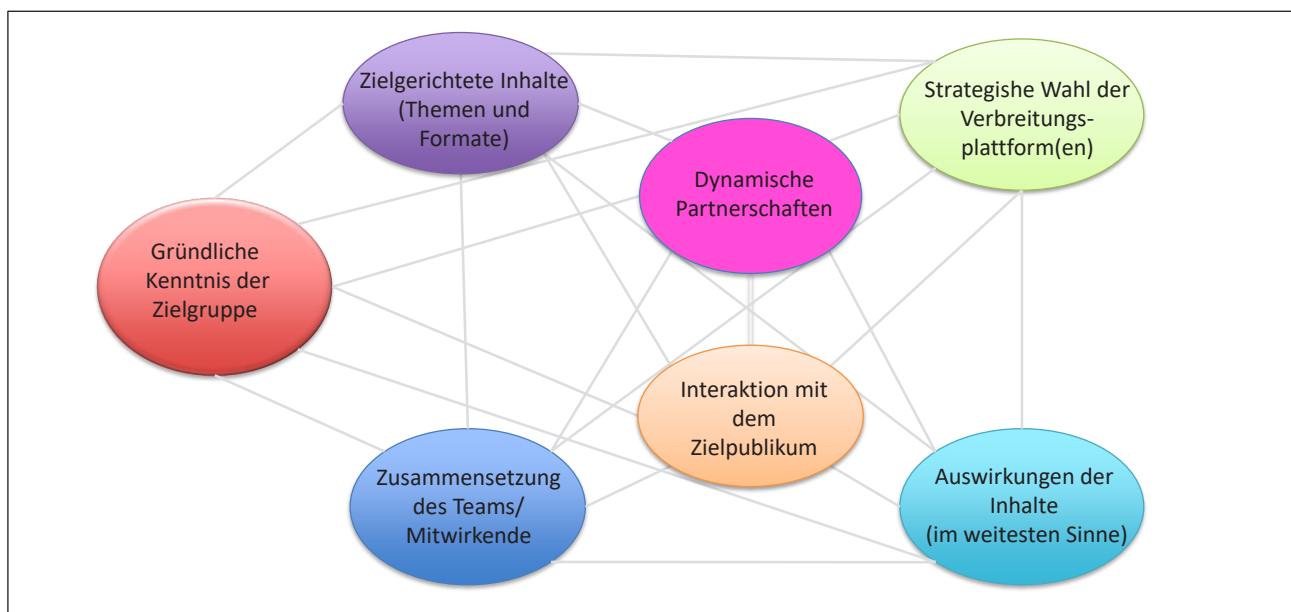 Zielgerichtete Inhalte
(Themen und
Formate)
Strategishe Wahl der
Verbreitungs-
plattform(en)
Dynamische
Partnerschaften
Gründliche
Kenntnis der
Zielgruppe
Interaktion mit
dem
Zielpublikum
Zusammensetzung
des Teams/
Mitwirkende
Auswirkungen der
Inhalte
(im weitesten Sinne)